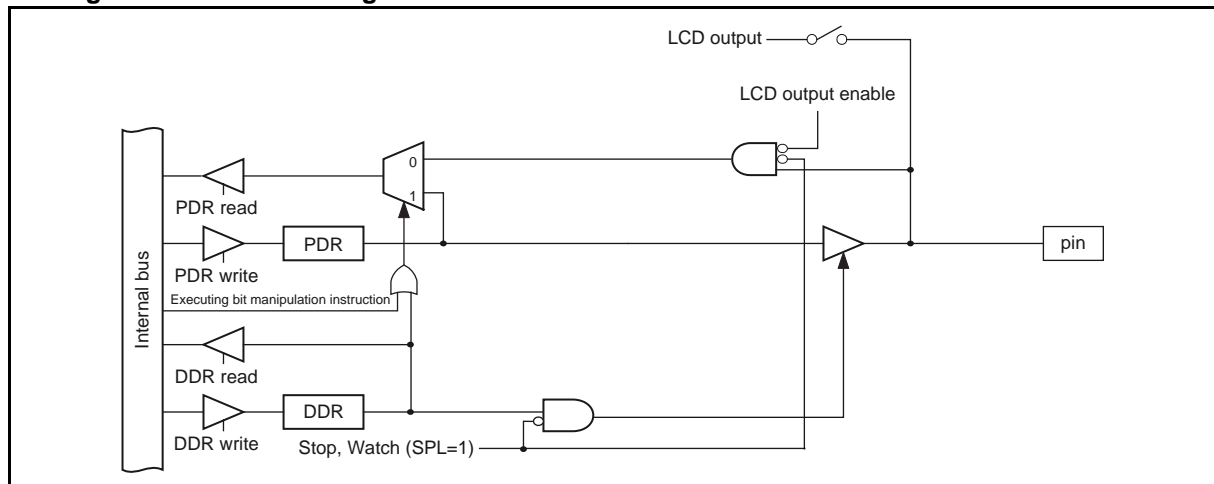 LCD output
LCD output enable
0
1
PDR read
PDR
pin
PDR write
Executing bit manipulation instruction
Internal bus
DDR read
DDR
DDR write
Stop, Watch (SPL=1)